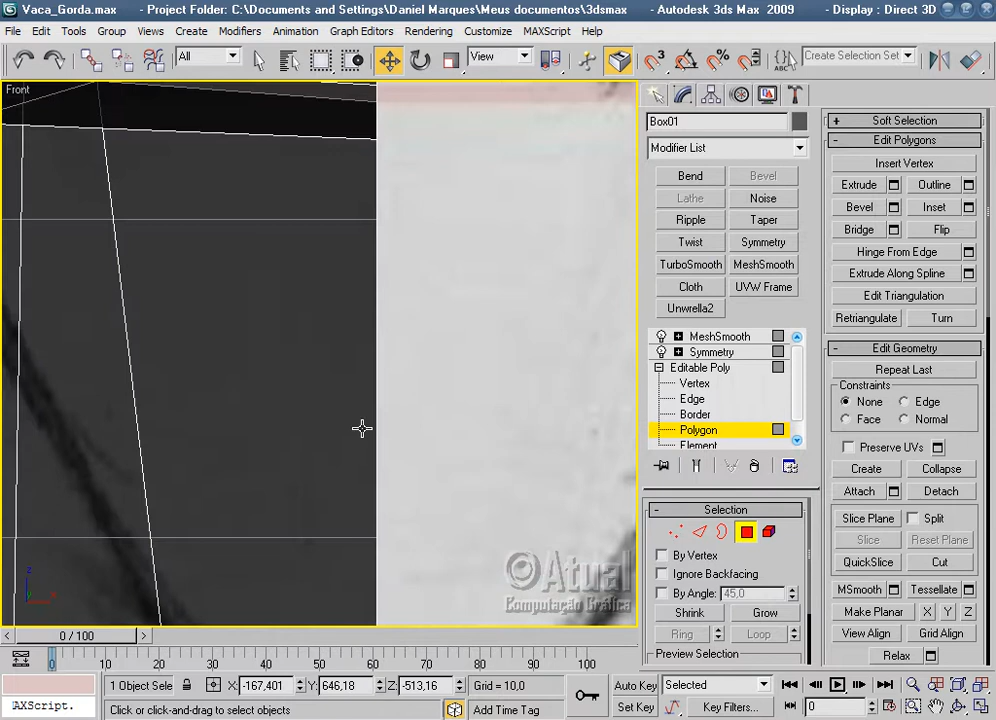 Vaca_Gorda.max - Project Folder: C:\Documents and Settings\Daniel Marques\Meus documentos\3dsmax - Autodesk 3ds Max 2009 - Display : Direct 3D
File Edit Tools Group Views Create Modifiers Animation Graph Editors Rendering Customize MAXScript Help
All View Create Selection Set
Front
Box01
Modifier List
Bend Bevel
Lathe Noise
Ripple Taper
Twist Symmetry
TurboSmooth MeshSmooth
Cloth UVW Frame
Unwrella2
MeshSmooth
Symmetry
Editable Poly
Vertex
Edge
Border
Polygon
Element
- Selection
By Vertex
Ignore Backfacing
By Angle: 45,0
Shrink Grow
Ring Loop
Preview Selection
+ Soft Selection
- Edit Polygons
Insert Vertex
Extrude Outline
Bevel Inset
Bridge Flip
Hinge From Edge
Extrude Along Spline
Edit Triangulation
Retriangulate Turn
- Edit Geometry
Repeat Last
Constraints
None Edge
Face Normal
Preserve UVs
Create Collapse
Attach Detach
Slice Plane Split
Slice Reset Plane
QuickSlice Cut
MSmooth Tessellate
Make Planar X Y Z
View Align Grid Align
Relax
®Atual
Computação Gráfica
z
x
< 0 / 100 >
0 10 20 30 40 50 60 70 80 90 100
1 Object Sele X: -167,401 Y: 646,18 Z: -513,16 Grid = 10,0 Auto Key Selected
AXScript. Click or click-and-drag to select objects Add Time Tag Set Key Key Filters... 0